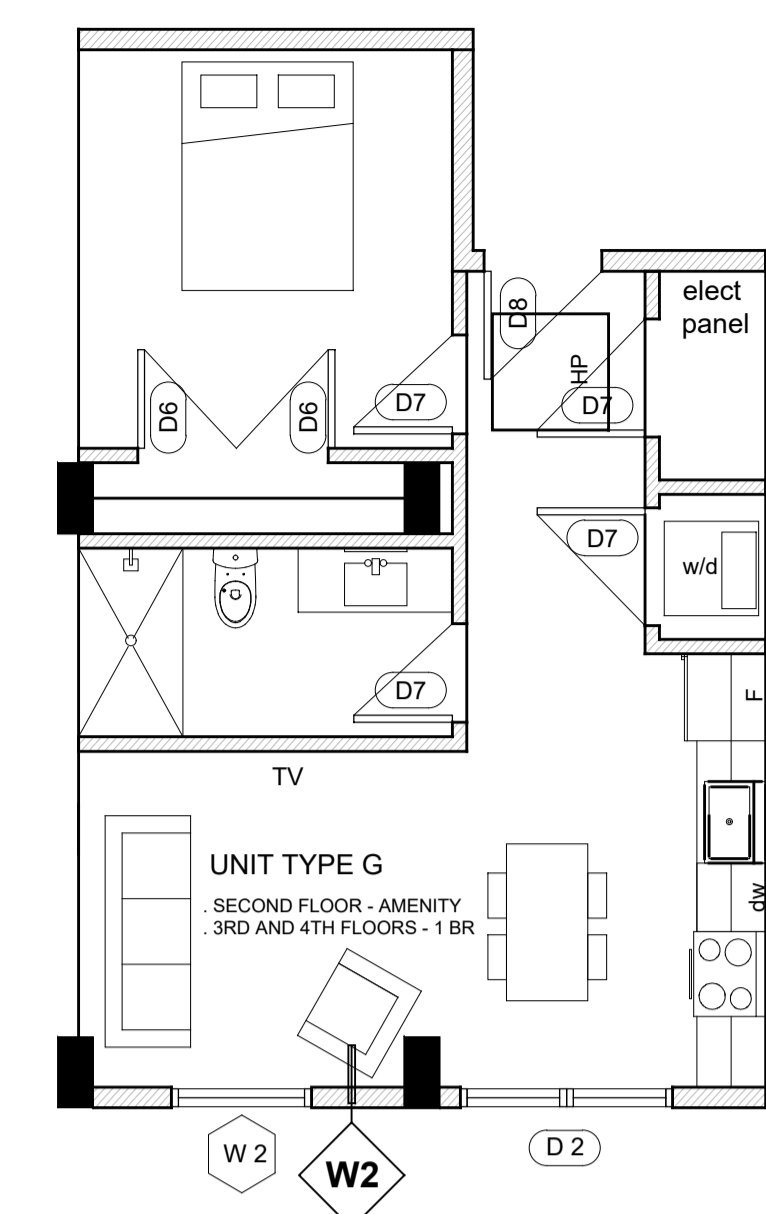 elect
panel
D8
HP
D6
D6
D7
D7
D7
w/d
D7
F
TV
UNIT TYPE G
. SECOND FLOOR - AMENITY
. 3RD AND 4TH FLOORS - 1 BR
dw
W 2
W2
D 2